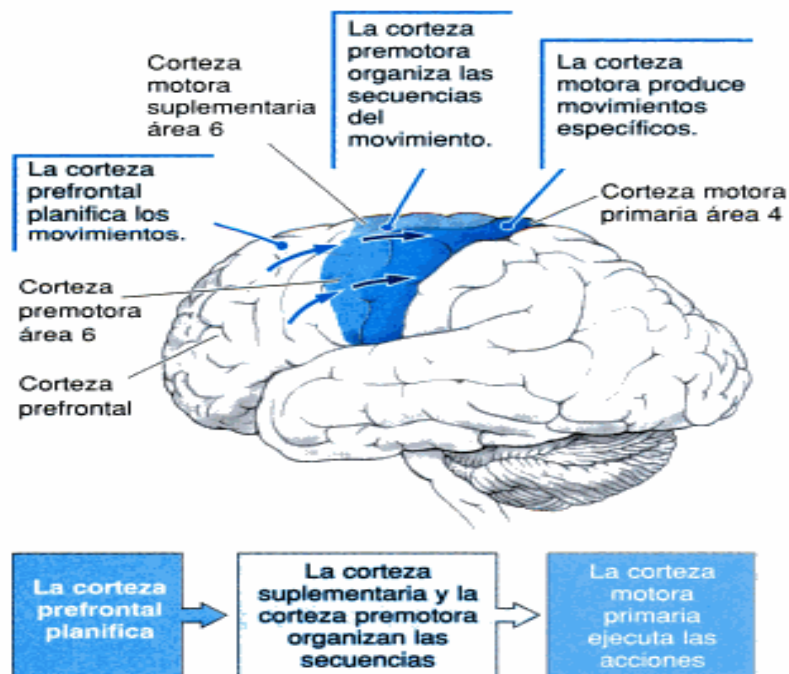 La corteza
premotora
organiza las
secuencias
del
movimiento.
Corteza
motora
suplementaria
área 6
La corteza
motora produce
movimientos
específicos.
La corteza
prefrontal
planifica los
movimientos.
Corteza motora
primaria área 4
Corteza
premotora
área 6
Corteza
prefrontal
La corteza
prefrontal
planifica
La corteza
suplementaria y la
corteza premotora
organizan las
secuencias
La corteza
motora
primaria
ejecuta las
acciones